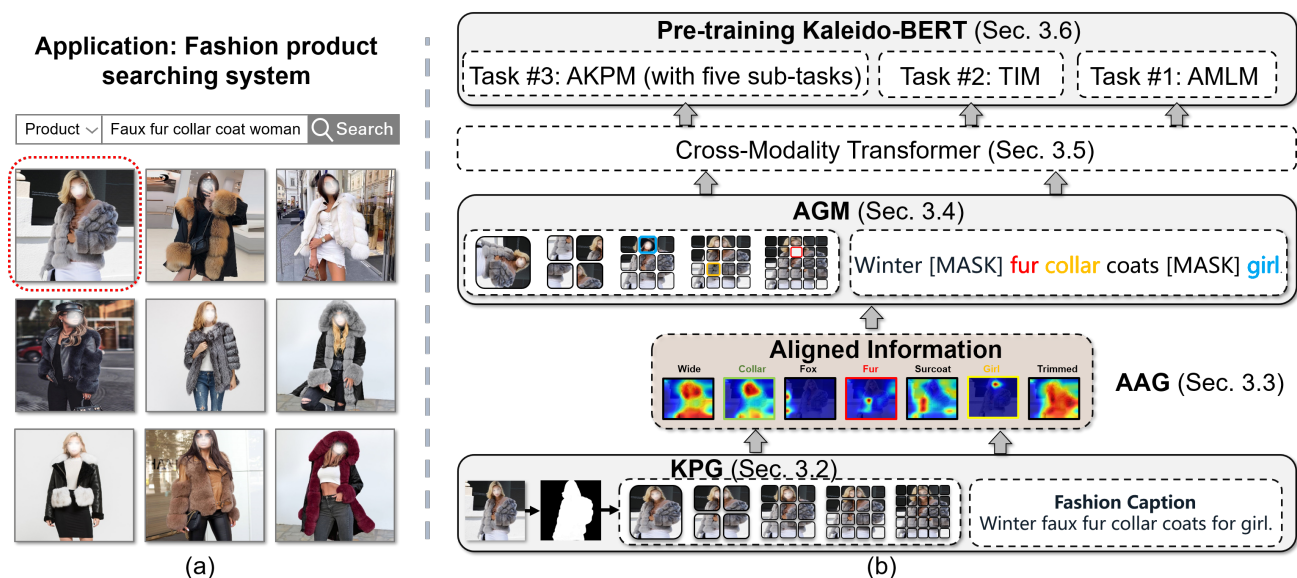 Application: Fashion product
searching system
Product
Faux fur collar coat woman
Search
(a)
Pre-training Kaleido-BERT (Sec. 3.6)
Task #3: AKPM (with five sub-tasks)
Task #2: TIM
Task #1: AMLM
Cross-Modality Transformer (Sec. 3.5)
AGM (Sec. 3.4)
Winter [MASK] fur collar coats [MASK] girl.
Aligned Information
Wide
Collar
Fox
Fur
Surcoat
Girl
Trimmed
AAG (Sec. 3.3)
KPG (Sec. 3.2)
Fashion Caption
Winter faux fur collar coats for girl.
(b)